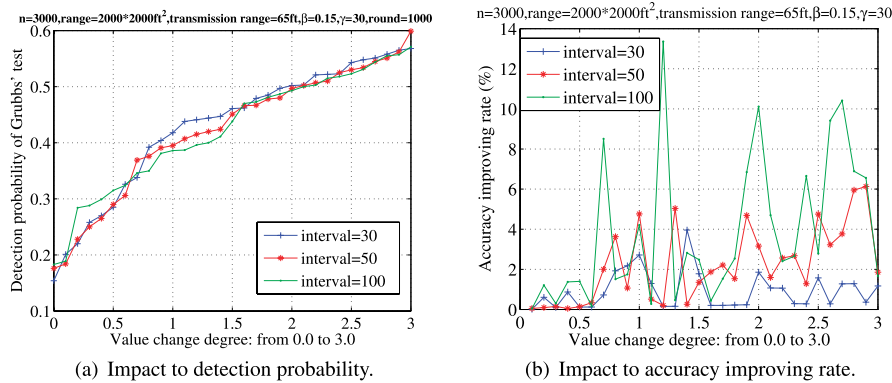 n=3000,range=2000*2000ft²,transmission range=65ft,β=0.15,γ=30,round=1000
0.6
0.5
0.4
0.3
0.2
0.1
Detection probability of Grubbs' test
interval=30
interval=50
interval=100
0 0.5 1 1.5 2 2.5 3
Value change degree: from 0.0 to 3.0
(a) Impact to detection probability.
n=3000,range=2000*2000ft²,transmission range=65ft,β=0.15,γ=30
14
12
10
8
6
4
2
0
Accuracy improving rate (%)
interval=30
interval=50
interval=100
0 0.5 1 1.5 2 2.5 3
Value change degree: from 0.0 to 3.0
(b) Impact to accuracy improving rate.